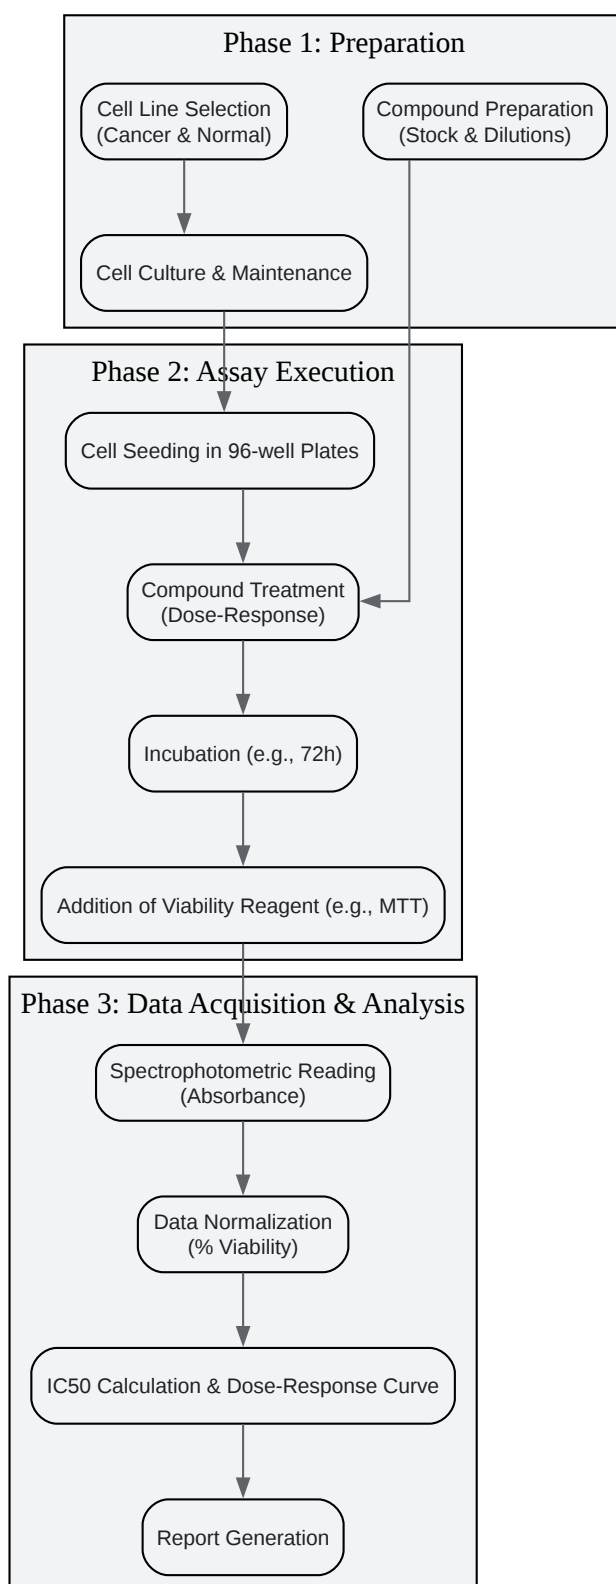 Phase 1: Preparation
Cell Line Selection
(Cancer & Normal)
Compound Preparation
(Stock & Dilutions)
Cell Culture & Maintenance
Phase 2: Assay Execution
Cell Seeding in 96-well Plates
Compound Treatment
(Dose-Response)
Incubation (e.g., 72h)
Addition of Viability Reagent (e.g., MTT)
Phase 3: Data Acquisition & Analysis
Spectrophotometric Reading
(Absorbance)
Data Normalization
(% Viability)
IC50 Calculation & Dose-Response Curve
Report Generation